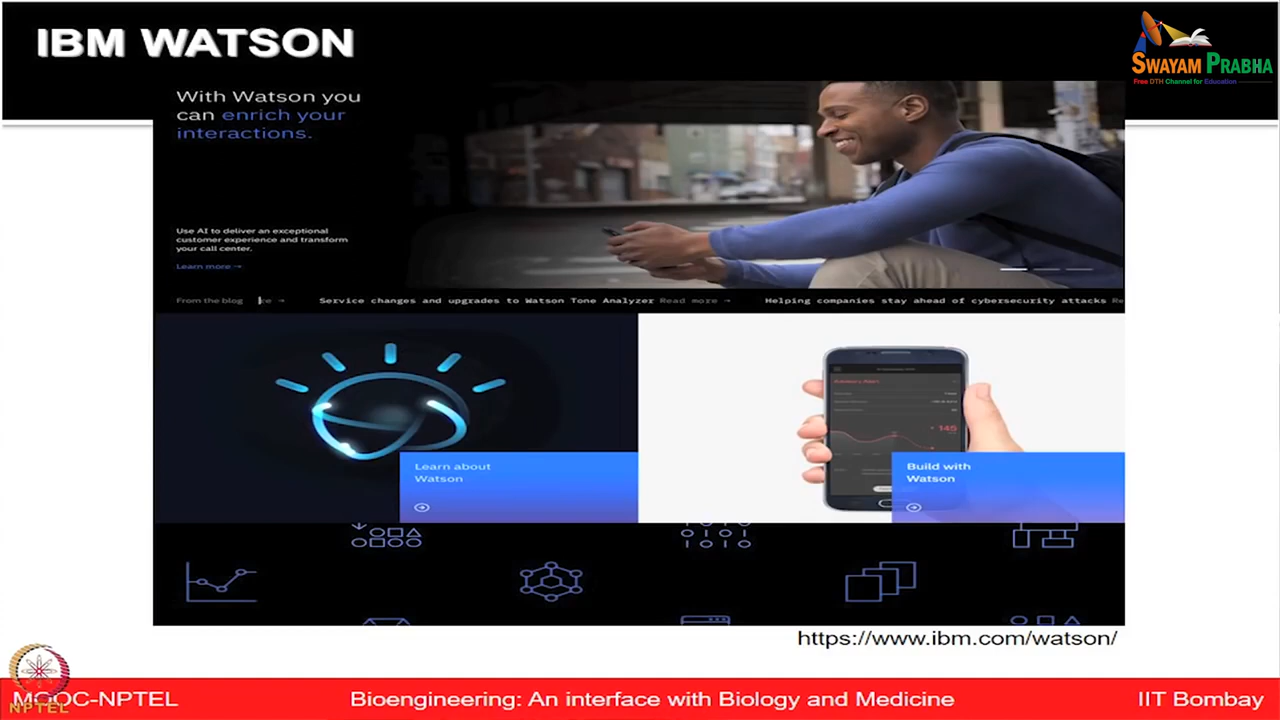 IBM WATSON
SWAYAM PRABHA
Free DTH Channel for Education
With Watson you
can enrich your
interactions.
Use AI to deliver an exceptional
customer experience and transform
your call center.
Learn more →
From the blog
Service changes and upgrades to Watson Tone Analyzer Read more →
Helping companies stay ahead of cybersecurity attacks
Learn about
Watson
145
Build with
Watson
https://www.ibm.com/watson/
MOOC-NPTEL
NPTEL
Bioengineering: An interface with Biology and Medicine
IIT Bombay